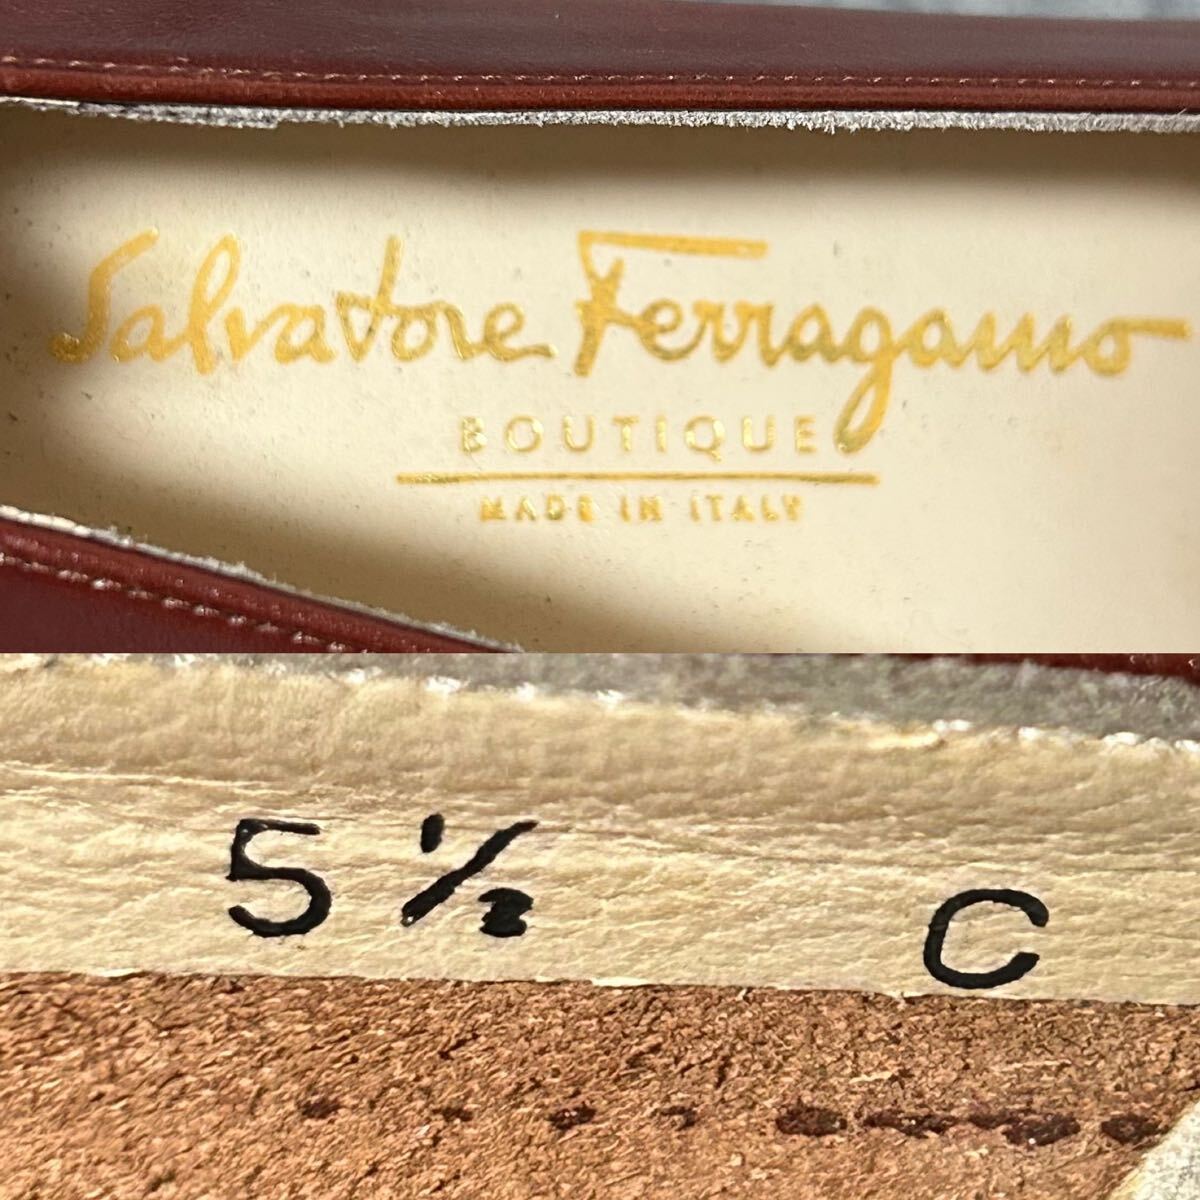 Salvatore Ferragamo
BOUTIQUE
MADE IN ITALY
5 ½ C